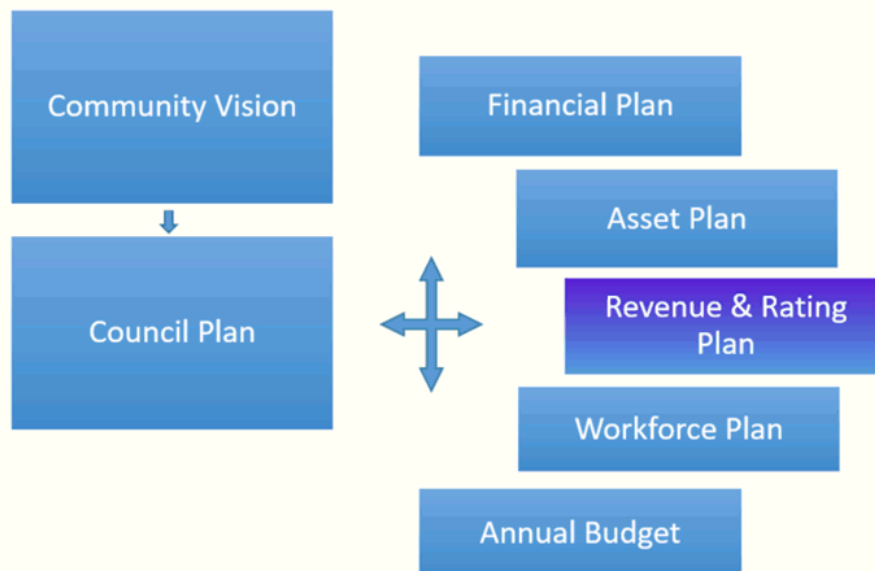 Community Vision
Council Plan
Financial Plan
Asset Plan
Revenue & Rating
Plan
Workforce Plan
Annual Budget